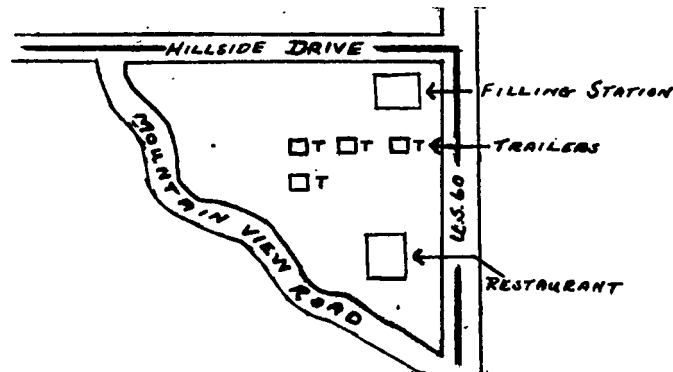 HILLSIDE DRIVE
FILLING STATION
T T T TRAILERS
T
MOUNTAIN VIEW ROAD
U.S. 60
RESTAURANT